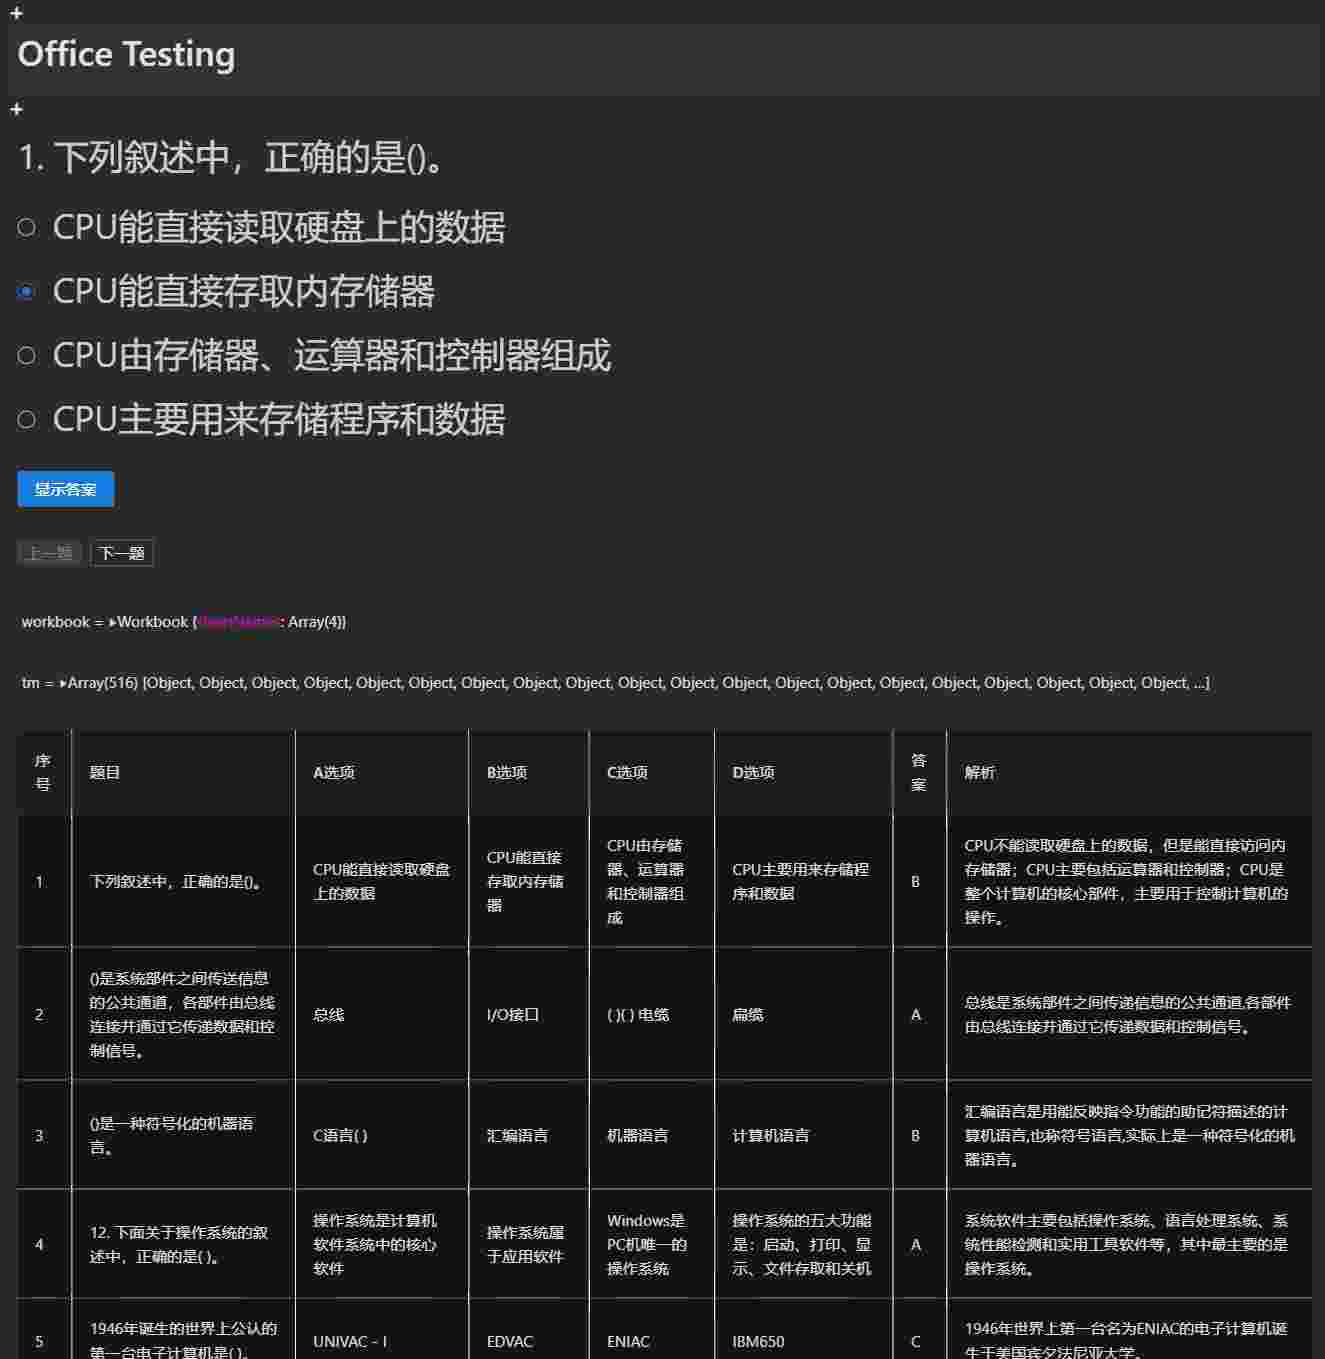 +
Office Testing
+
1. 下列叙述中，正确的是()。
CPU能直接读取硬盘上的数据
CPU能直接存取内存储器
CPU由存储器、运算器和控制器组成
CPU主要用来存储程序和数据
显示答案
上一题 下一题
workbook = ▸Workbook { : Array(4)}
tm = ▸Array(516) [Object, Object, Object, Object, Object, Object, Object, Object, Object, Object, Object, Object, Object, Object, Object, Object, Object, Object, Object, Object, …]
序
号
题目
A选项
B选项
C选项
D选项
答
案
解析
1
下列叙述中，正确的是()。
CPU能直接读取硬盘
上的数据
CPU能直接
存取内存储
器
CPU由存储
器、运算器
和控制器组
成
CPU主要用来存储程
序和数据
B
CPU不能读取硬盘上的数据，但是能直接访问内
存储器；CPU主要包括运算器和控制器；CPU是
整个计算机的核心部件，主要用于控制计算机的
操作。
2
()是系统部件之间传送信息
的公共通道，各部件由总线
连接并通过它传递数据和控
制信号。
总线
I/O接口
( )( ) 电缆
扁缆
A
总线是系统部件之间传递信息的公共通道,各部件
由总线连接并通过它传递数据和控制信号。
3
()是一种符号化的机器语
言。
C语言( )
汇编语言
机器语言
计算机语言
B
汇编语言是用能反映指令功能的助记符描述的计
算机语言,也称符号语言,实际上是一种符号化的机
器语言。
4
12. 下面关于操作系统的叙
述中，正确的是( )。
操作系统是计算机
软件系统中的核心
软件
操作系统属
于应用软件
Windows是
PC机唯一的
操作系统
操作系统的五大功能
是：启动、打印、显
示、文件存取和关机
A
系统软件主要包括操作系统、语言处理系统、系
统性能检测和实用工具软件等，其中最主要的是
操作系统。
5
1946年诞生的世界上公认的
第一台电子计算机是( )。
UNIVAC - I
EDVAC
ENIAC
IBM650
C
1946年世界上第一台名为ENIAC的电子计算机诞
生于美国宾夕法尼亚大学。